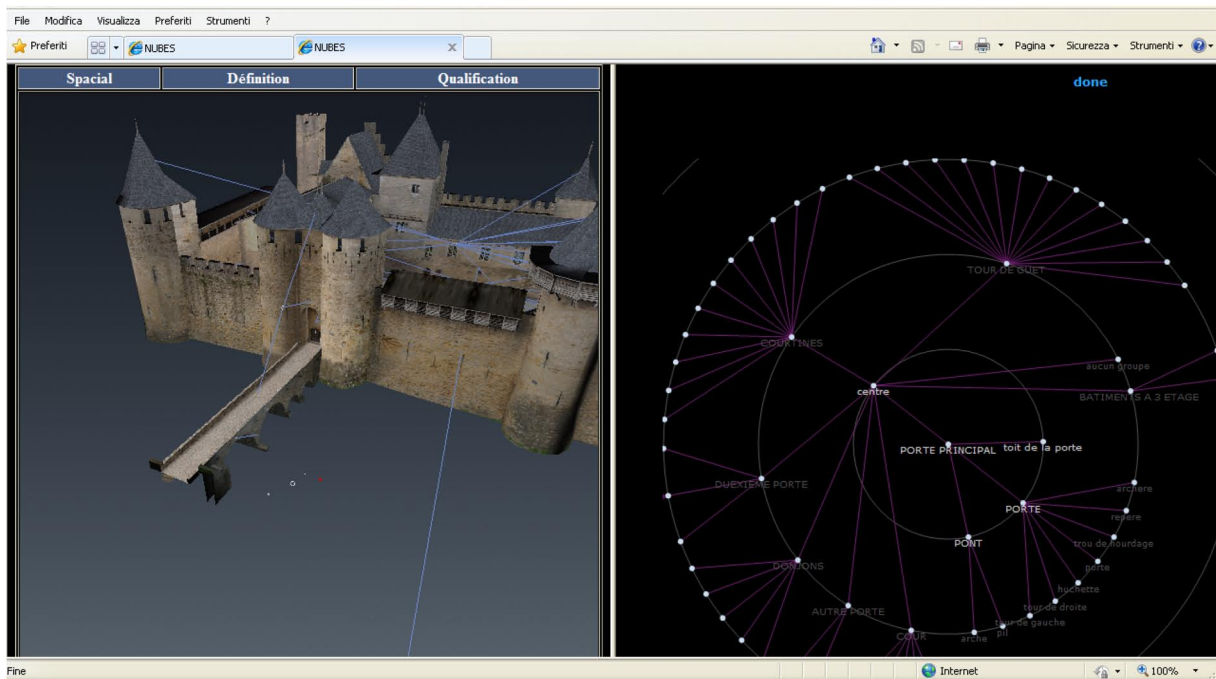 File Modifica Visualizza Preferiti Strumenti ?
Preferiti NUBES NUBES x Pagina Sicurezza Strumenti
Spacial Définition Qualification
done
TOUR DE GUET
COURTINES
aucun groupe
centre
BATIMENTS A 3 ETAGE
PORTE PRINCIPAL toit de la porte
DUEXIEME PORTE
archere
PORTE
repere
PONT
trou de hourdage
DONJONS
porte
huchette
AUTRE PORTE
tour de droite
tour de gauche
COUR
arche
pil
Fine Internet 100%